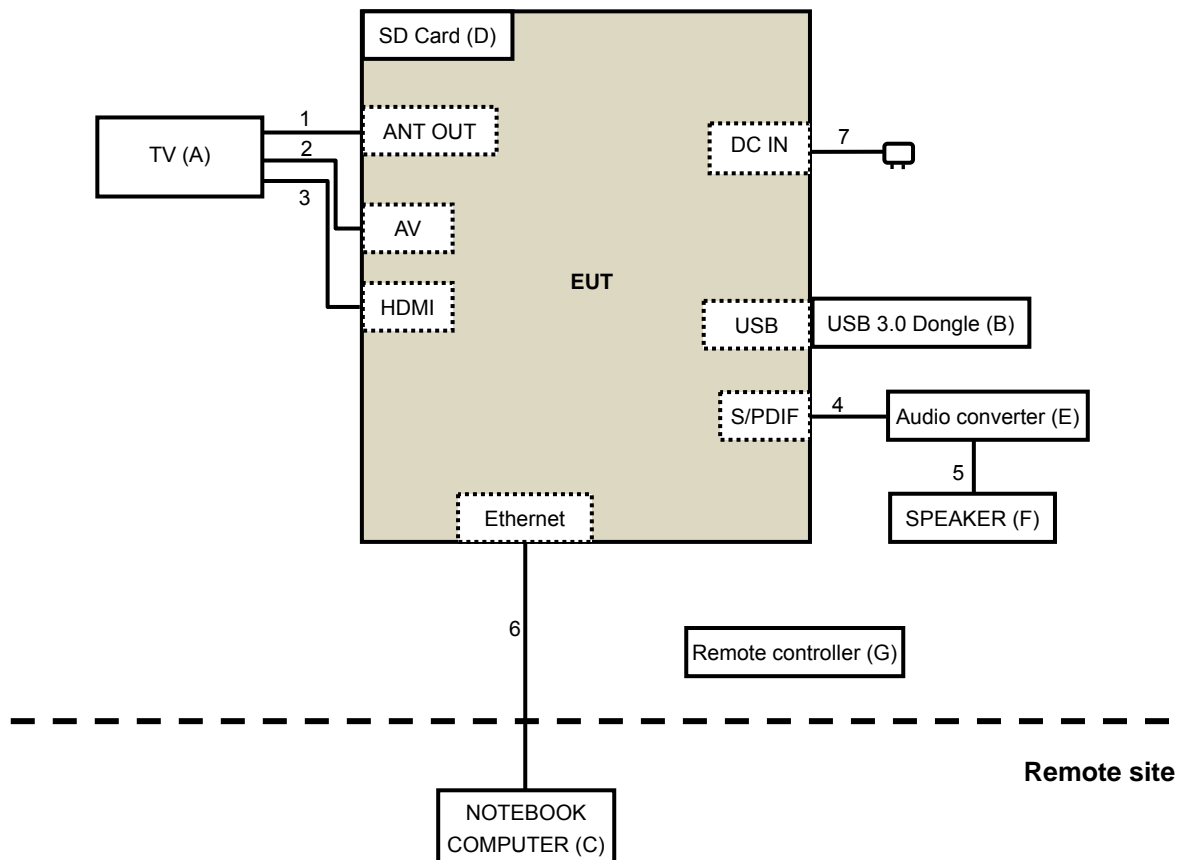 SD Card (D)
1
ANT OUT
TV (A)
2
3
AV
HDMI
EUT
DC IN
7
USB
USB 3.0 Dongle (B)
S/PDIF
4
Audio converter (E)
5
SPEAKER (F)
Ethernet
6
Remote controller (G)
Remote site
NOTEBOOK
COMPUTER (C)